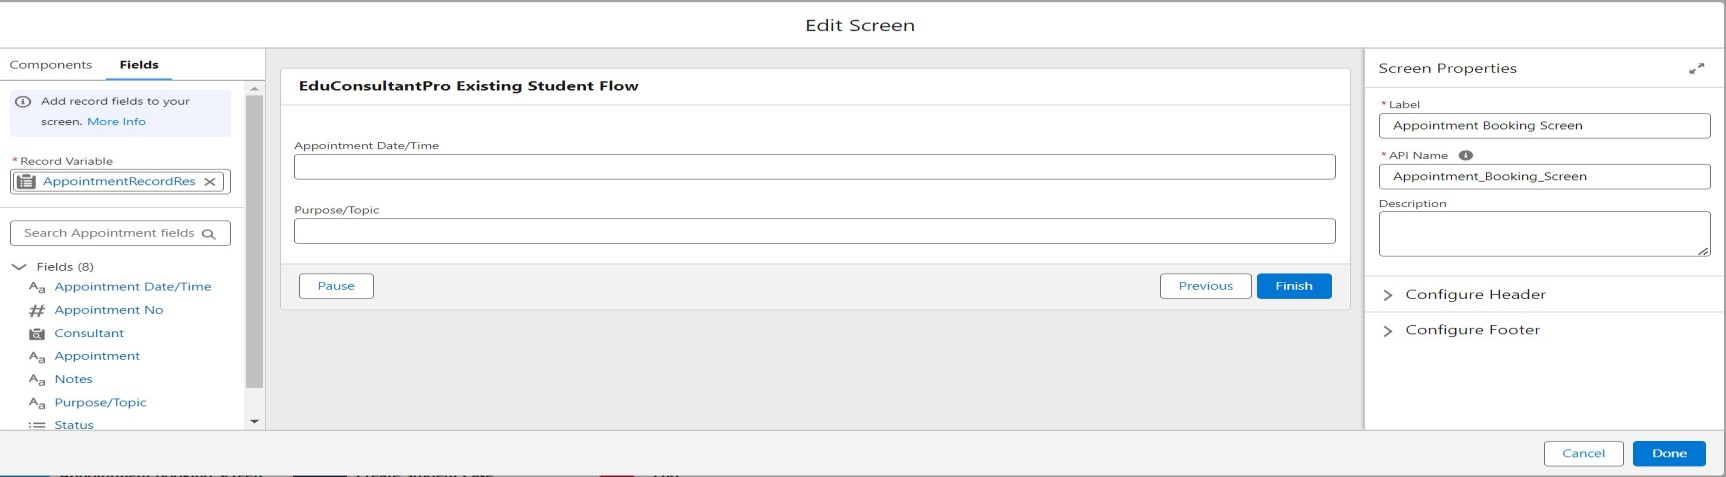 Edit Screen
Components
Fields
Add record fields to your
screen. More Info
* Record Variable
AppointmentRecordRes
Search Appointment fields
Fields (8)
Appointment Date/Time
Appointment No
Consultant
Appointment
Notes
Purpose/Topic
Status
EduConsultantPro Existing Student Flow
Appointment Date/Time
Purpose/Topic
Pause
Previous
Finish
Screen Properties
* Label
Appointment Booking Screen
* API Name
Appointment_Booking_Screen
Description
Configure Header
Configure Footer
Cancel
Done